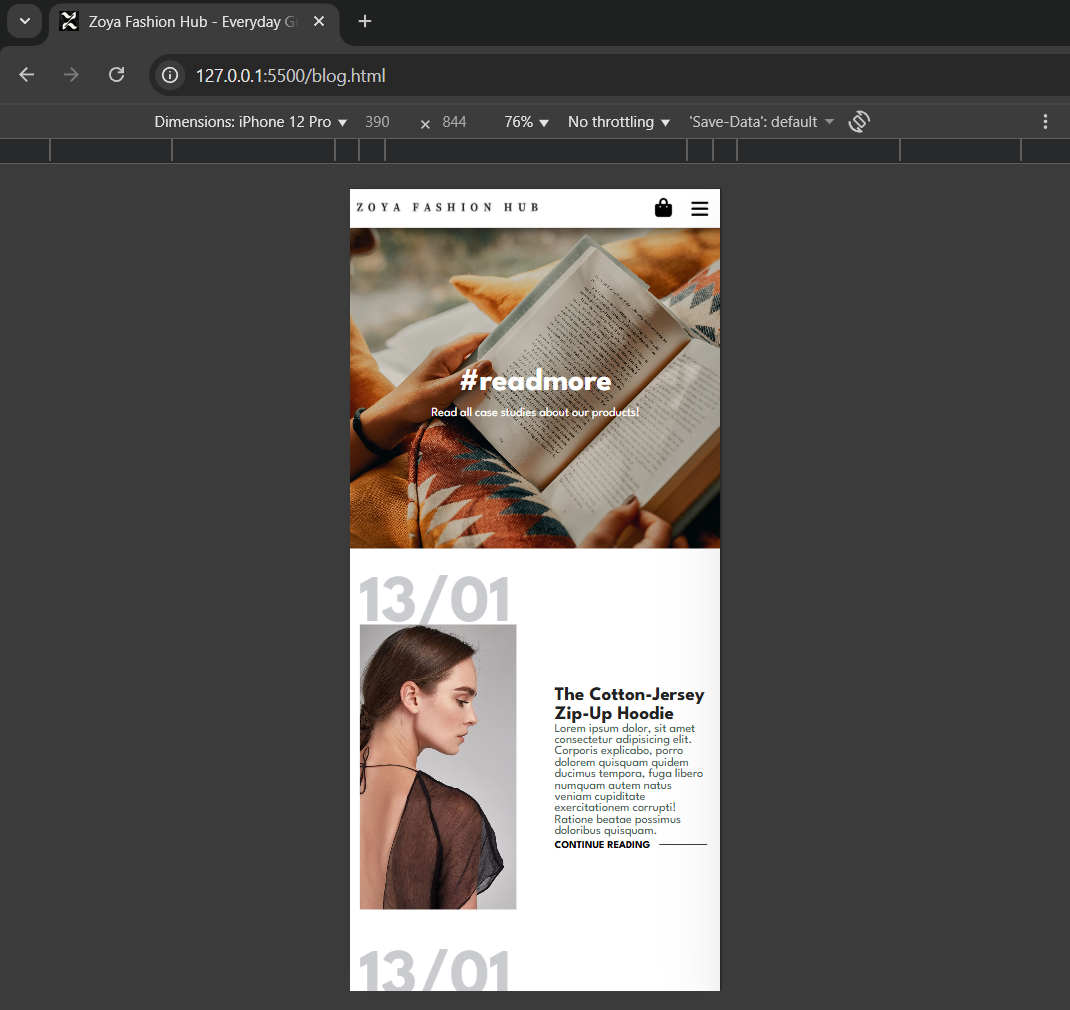 Zoya Fashion Hub - Everyday G
127.0.0.1:5500/blog.html
Dimensions: iPhone 12 Pro 390 × 844 76% No throttling 'Save-Data': default
ZOYA FASHION HUB
#readmore
Read all case studies about our products!
13/01
The Cotton-Jersey
Zip-Up Hoodie
Lorem ipsum dolor, sit amet
consectetur adipisicing elit.
Corporis explicabo, porro
dolorem quisquam quidem
ducimus tempora, fuga libero
numquam autem natus
veniam cupiditate
exercitationem corrupti!
Ratione beatae possimus
doloribus quisquam.
CONTINUE READING
13/01